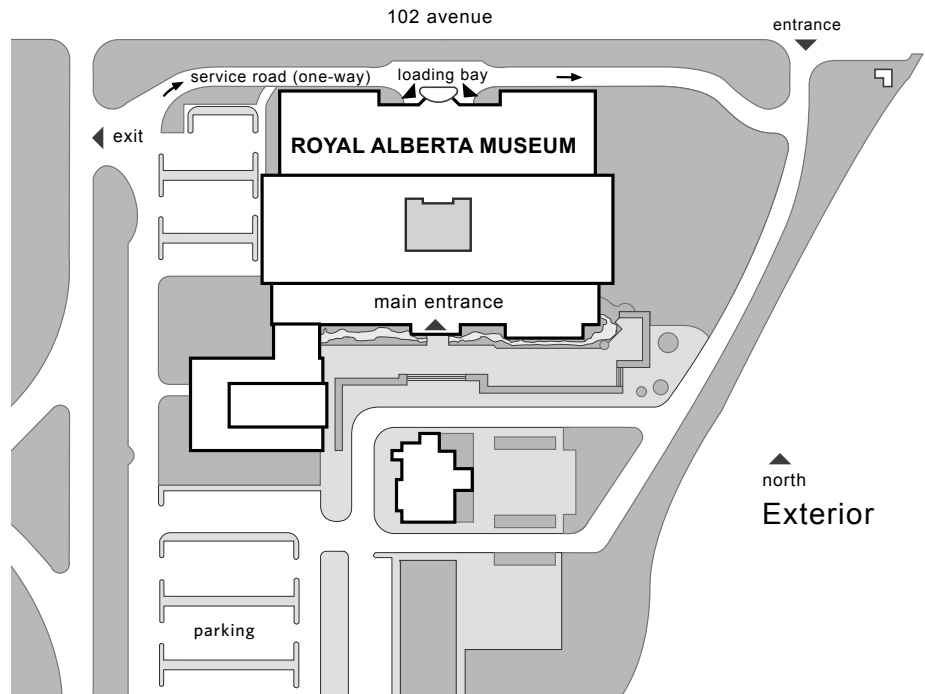 102 avenue
entrance
service road (one-way)
loading bay
exit
ROYAL ALBERTA MUSEUM
main entrance
north
Exterior
parking